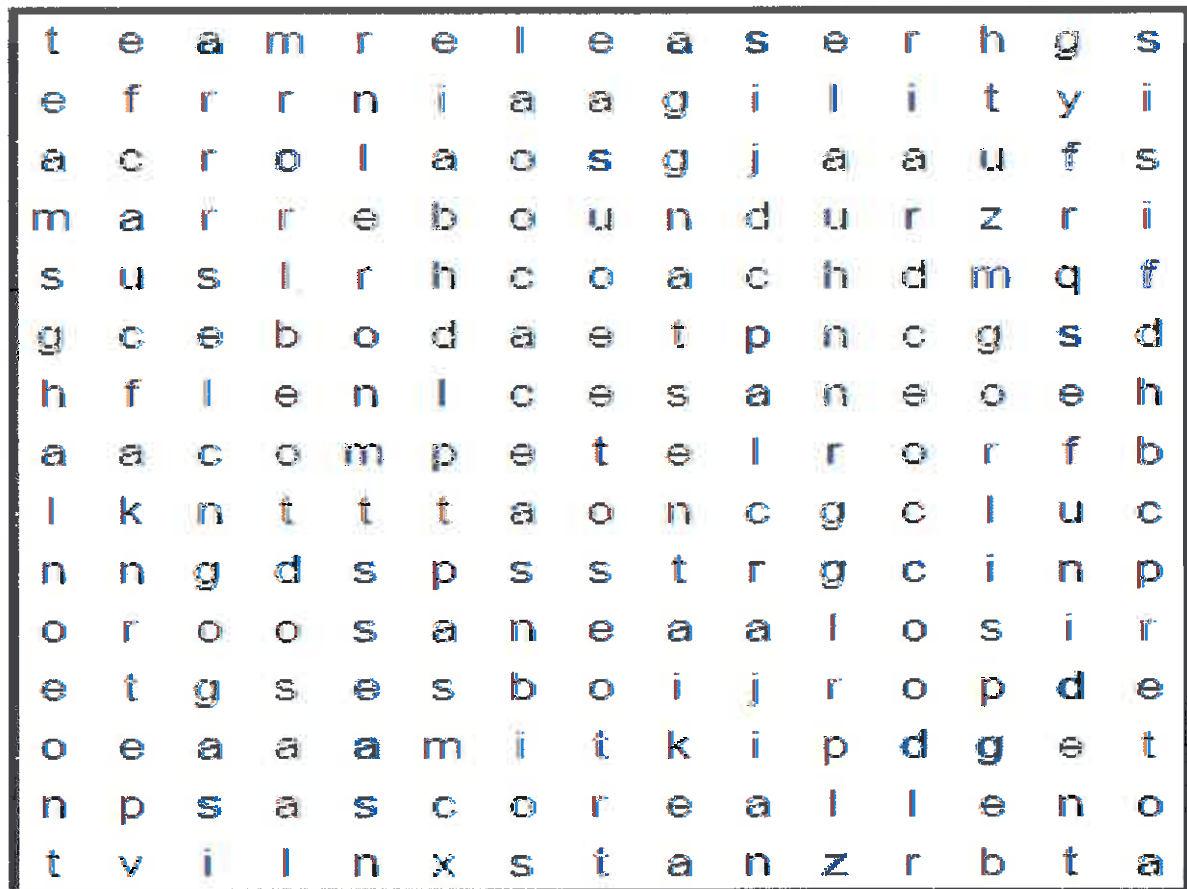 t e a m r e l e a s e r h g s
e f r r n i a a g i l i t y i
a c r o l a o s g j a a u f s
m a r r e b o u n d u r z r i
s u s l r h c o a c h d m q f
g c e b o d a e t p n c g s d
h f l e n l c e s a n e o e h
a a c o m p e t e l r o r f b
l k n t t t a o n c g c l u c
n n g d s p s s t r g c i n p
o r o o s a n e a a l o s i r
e t g s e s b o i j r o p d e
o e a a a m i t k i p d g e t
n p s a s c o r e a l l e n o
t v i l n x s t a n z r b t a